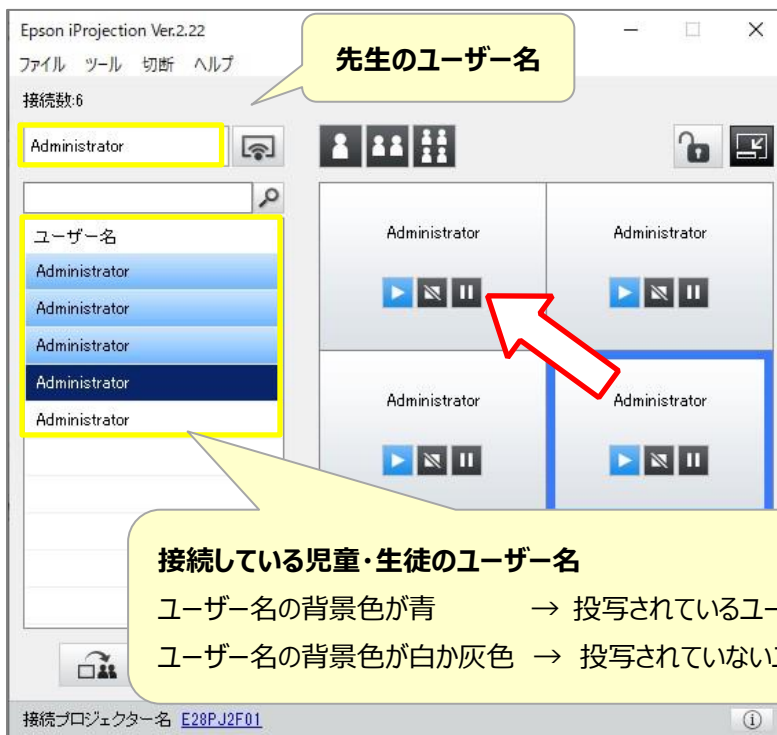 Epson iProjection Ver.2.22
ファイル ツール 切断 ヘルプ
先生のユーザー名
接続数:6
Administrator
ユーザー名
Administrator
Administrator
Administrator
Administrator
Administrator
Administrator
Administrator
Administrator
Administrator
接続している児童・生徒のユーザー名
ユーザー名の背景色が青 → 投写されているユー
ユーザー名の背景色が白か灰色 → 投写されていない
接続プロジェクター名 E28PJ2F01